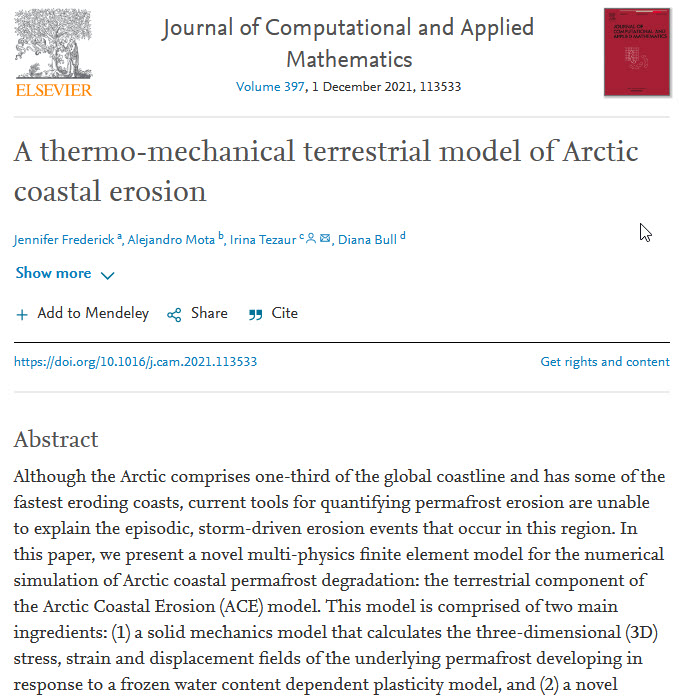 Journal of Computational and Applied
Mathematics
Volume 397, 1 December 2021, 113533
ELSEVIER
JOURNAL OF
COMPUTATIONAL AND
APPLIED MATHEMATICS
A thermo-mechanical terrestrial model of Arctic
coastal erosion
Jennifer Frederick a, Alejandro Mota b, Irina Tezaur c, Diana Bull d
Show more
+ Add to Mendeley Share Cite
https://doi.org/10.1016/j.cam.2021.113533 Get rights and content
Abstract
Although the Arctic comprises one-third of the global coastline and has some of the
fastest eroding coasts, current tools for quantifying permafrost erosion are unable
to explain the episodic, storm-driven erosion events that occur in this region. In
this paper, we present a novel multi-physics finite element model for the numerical
simulation of Arctic coastal permafrost degradation: the terrestrial component of
the Arctic Coastal Erosion (ACE) model. This model is comprised of two main
ingredients: (1) a solid mechanics model that calculates the three-dimensional (3D)
stress, strain and displacement fields of the underlying permafrost developing in
response to a frozen water content dependent plasticity model, and (2) a novel